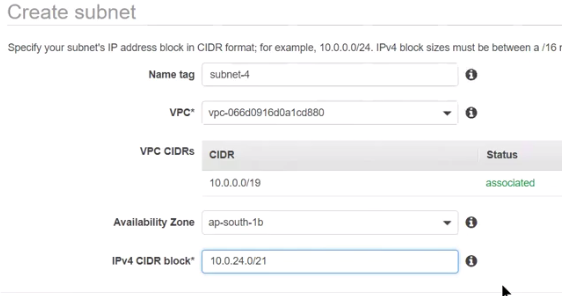 Create subnet
Specify your subnet's IP address block in CIDR format; for example, 10.0.0.0/24. IPv4 block sizes must be between a /16
Name tag subnet-4
VPC* vpc-066d0916d0a1cd880
VPC CIDRs CIDR Status
10.0.0.0/19 associated
Availability Zone ap-south-1b
IPv4 CIDR block* 10.0.24.0/21